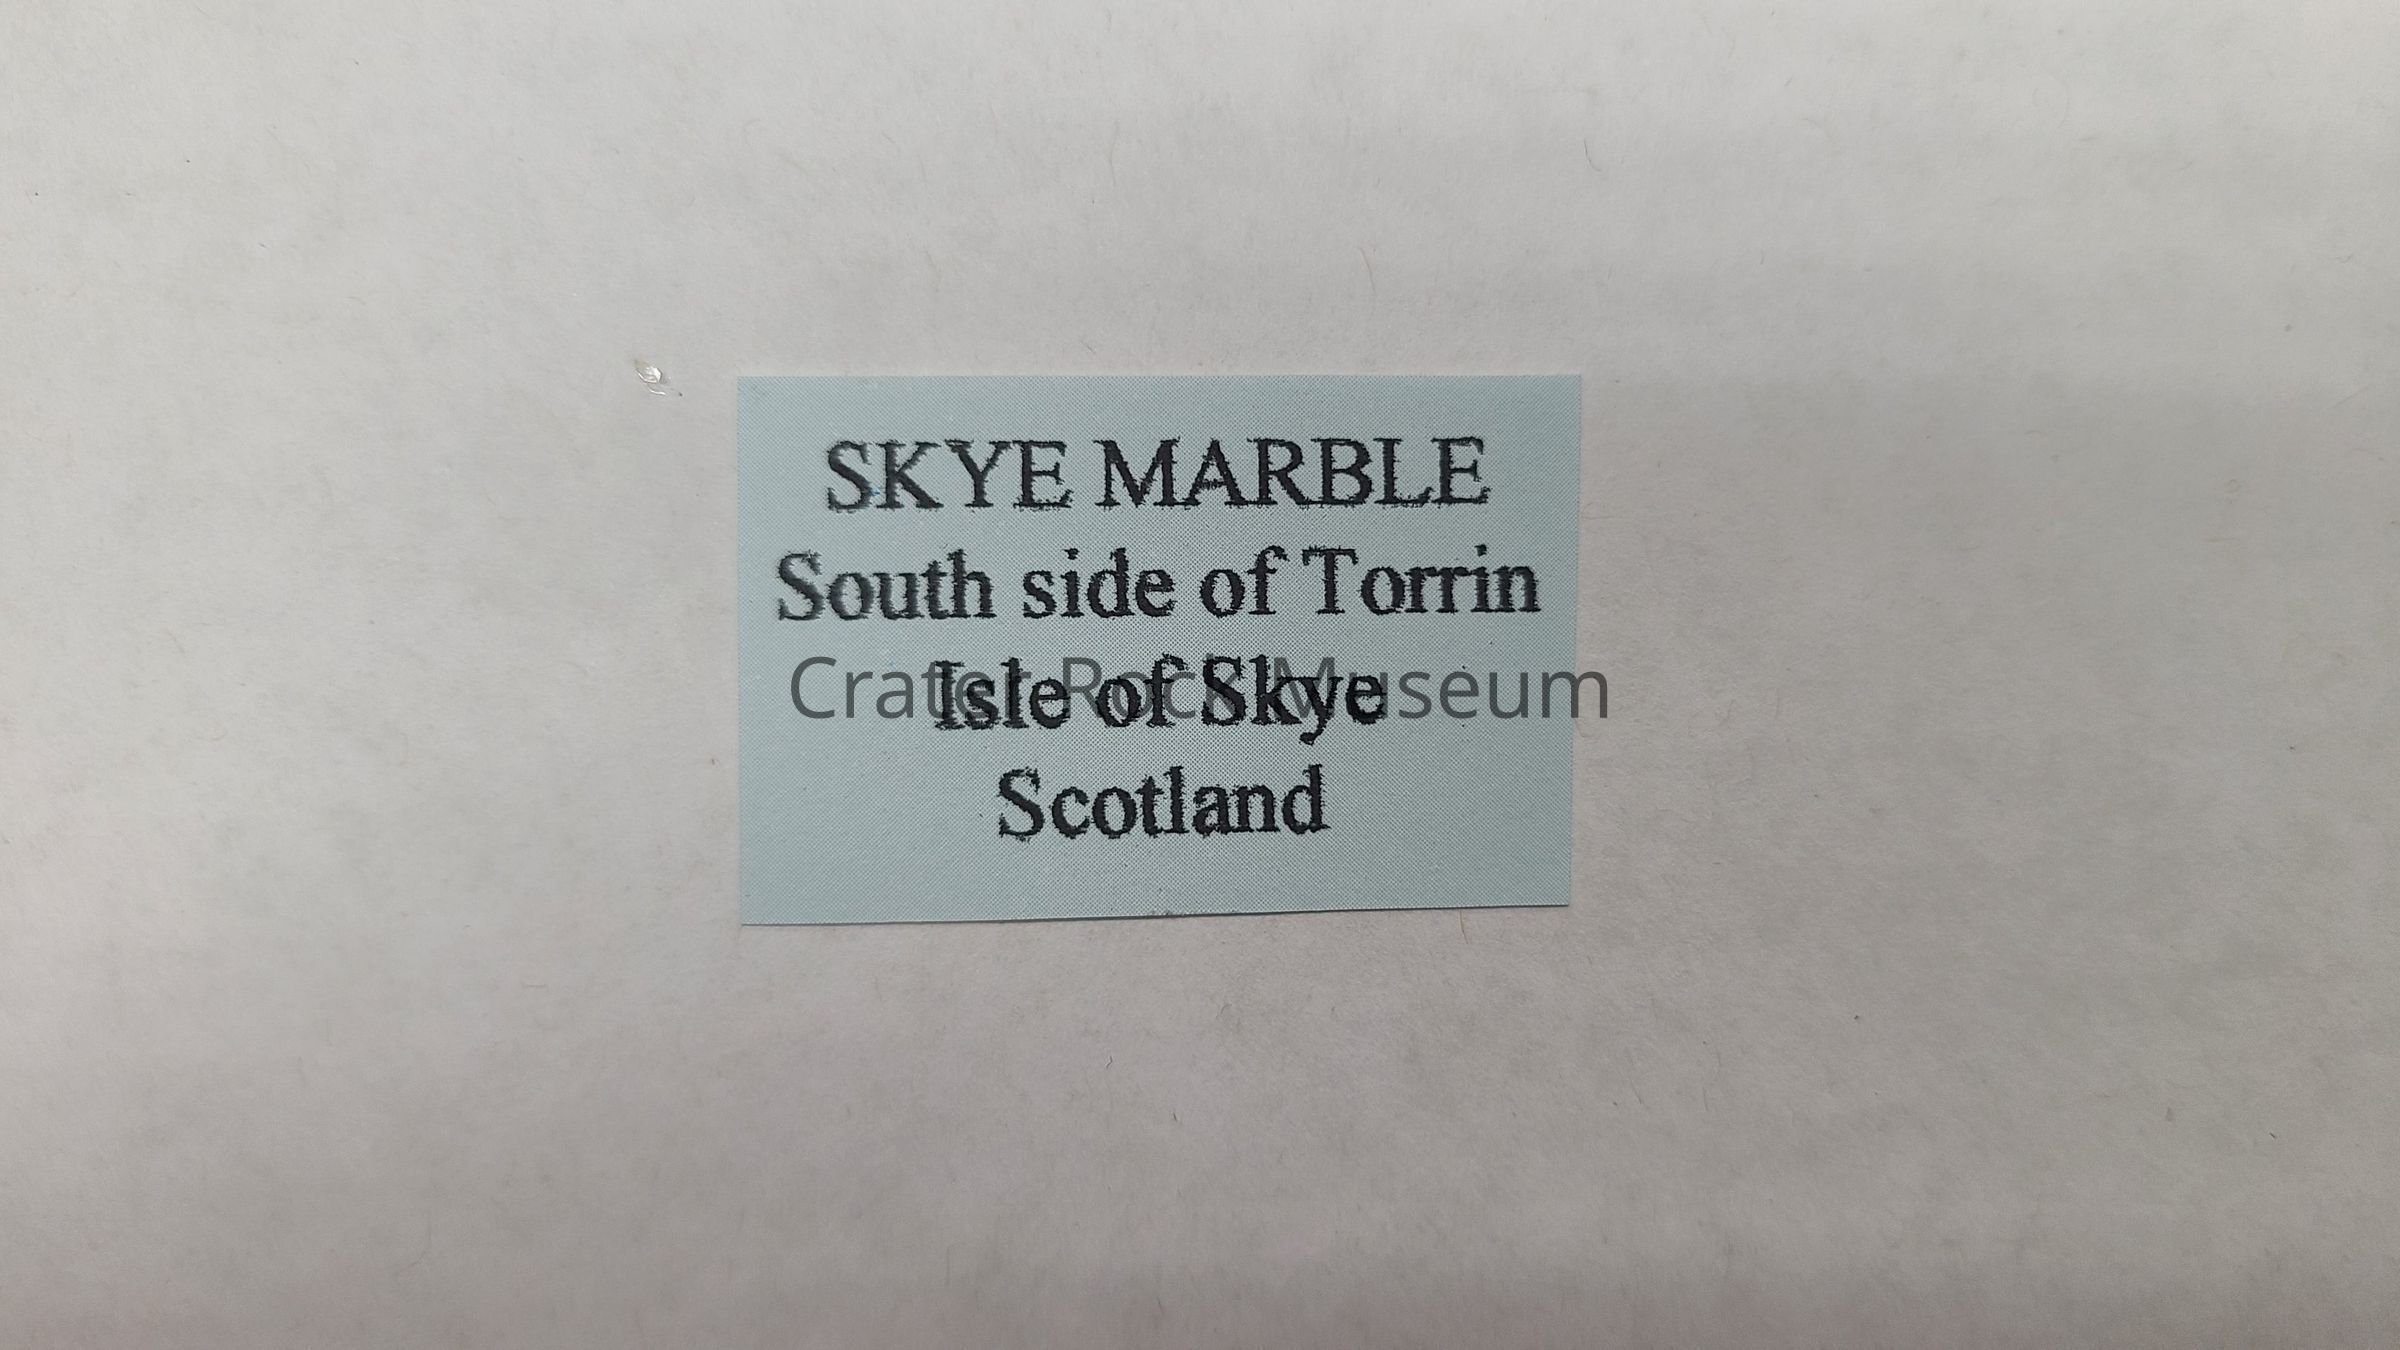 SKYE MARBLE
South side of Torrin
Isle of Skye
Crater Rock Museum
Scotland